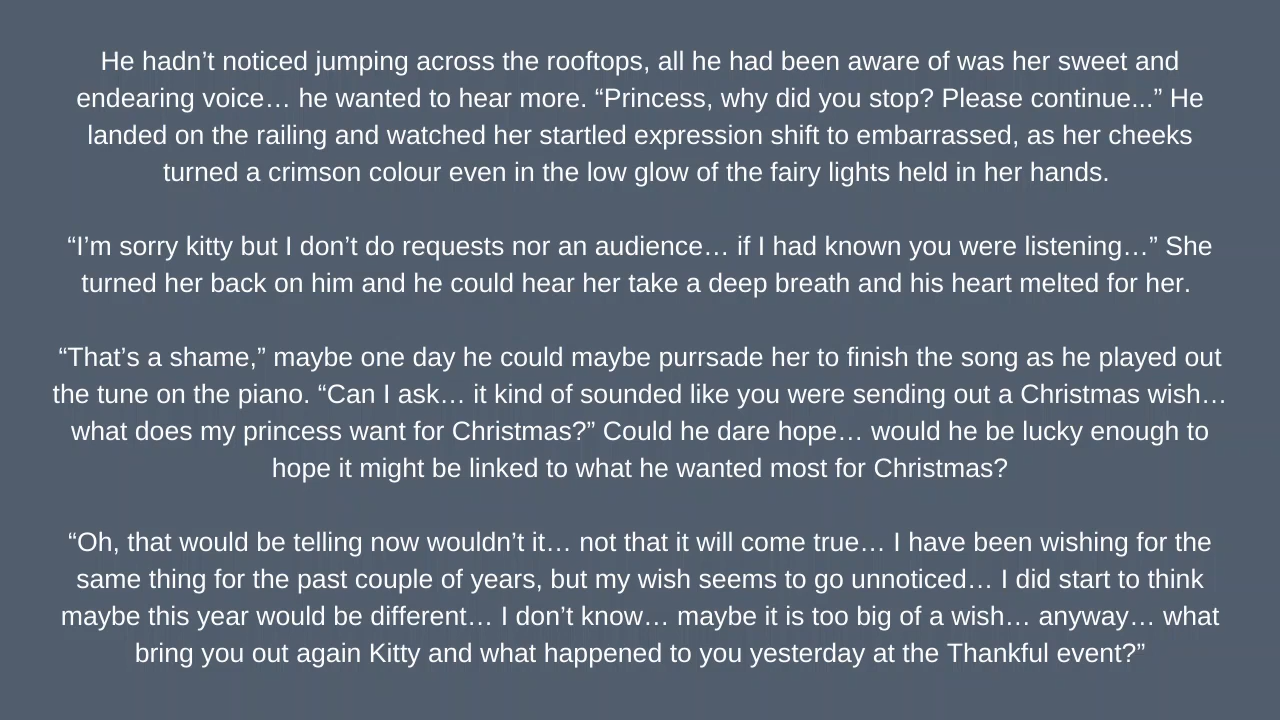 He hadn’t noticed jumping across the rooftops, all he had been aware of was her sweet and
endearing voice… he wanted to hear more. “Princess, why did you stop? Please continue...” He
landed on the railing and watched her startled expression shift to embarrassed, as her cheeks
turned a crimson colour even in the low glow of the fairy lights held in her hands.
“I’m sorry kitty but I don’t do requests nor an audience… if I had known you were listening…” She
turned her back on him and he could hear her take a deep breath and his heart melted for her.
“That’s a shame,” maybe one day he could maybe purrsade her to finish the song as he played out
the tune on the piano. “Can I ask… it kind of sounded like you were sending out a Christmas wish…
what does my princess want for Christmas?” Could he dare hope… would he be lucky enough to
hope it might be linked to what he wanted most for Christmas?
“Oh, that would be telling now wouldn’t it… not that it will come true… I have been wishing for the
same thing for the past couple of years, but my wish seems to go unnoticed… I did start to think
maybe this year would be different… I don’t know… maybe it is too big of a wish… anyway… what
bring you out again Kitty and what happened to you yesterday at the Thankful event?”